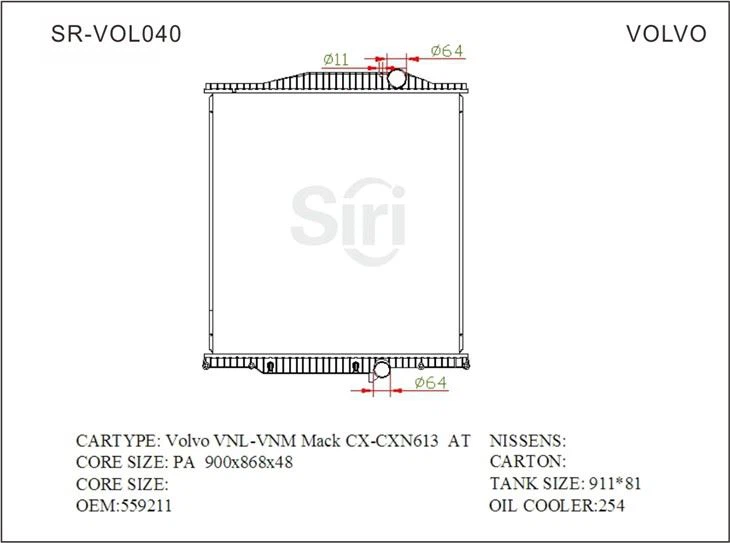 SR-VOL040
VOLVO
Ø64
Ø11
Siri
Ø64
CARTYPE: Volvo VNL-VNM Mack CX-CXN613 AT
NISSENS:
CORE SIZE: PA 900x868x48
CARTON:
CORE SIZE:
TANK SIZE: 911*81
OEM:559211
OIL COOLER:254